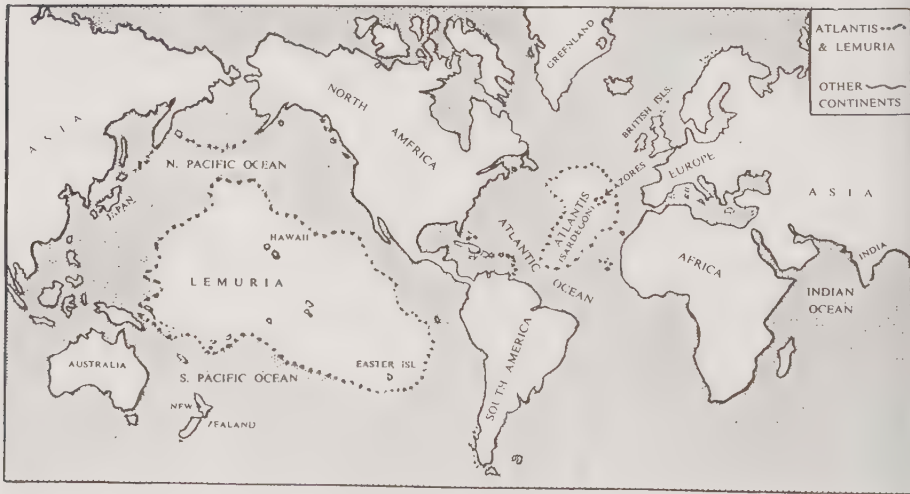 ATLANTIS
& LEMURIA
OTHER
CONTINENTS
GREENLAND
NORTH
AMFRICA
ASIA
N. PACIFIC OCEAN
JAPAN
HAWAII
LEMURIA
AUSTRALIA
S. PACIFIC OCEAN
EASTER ISL
NEW
ZEALAND
BRITISH ISLS.
EUROPE
AZORES
ATLANTIS
ATLANTIC
OCEAN
AFRICA
ASIA
INDIA
INDIAN
OCEAN
SOUTH AMERICA